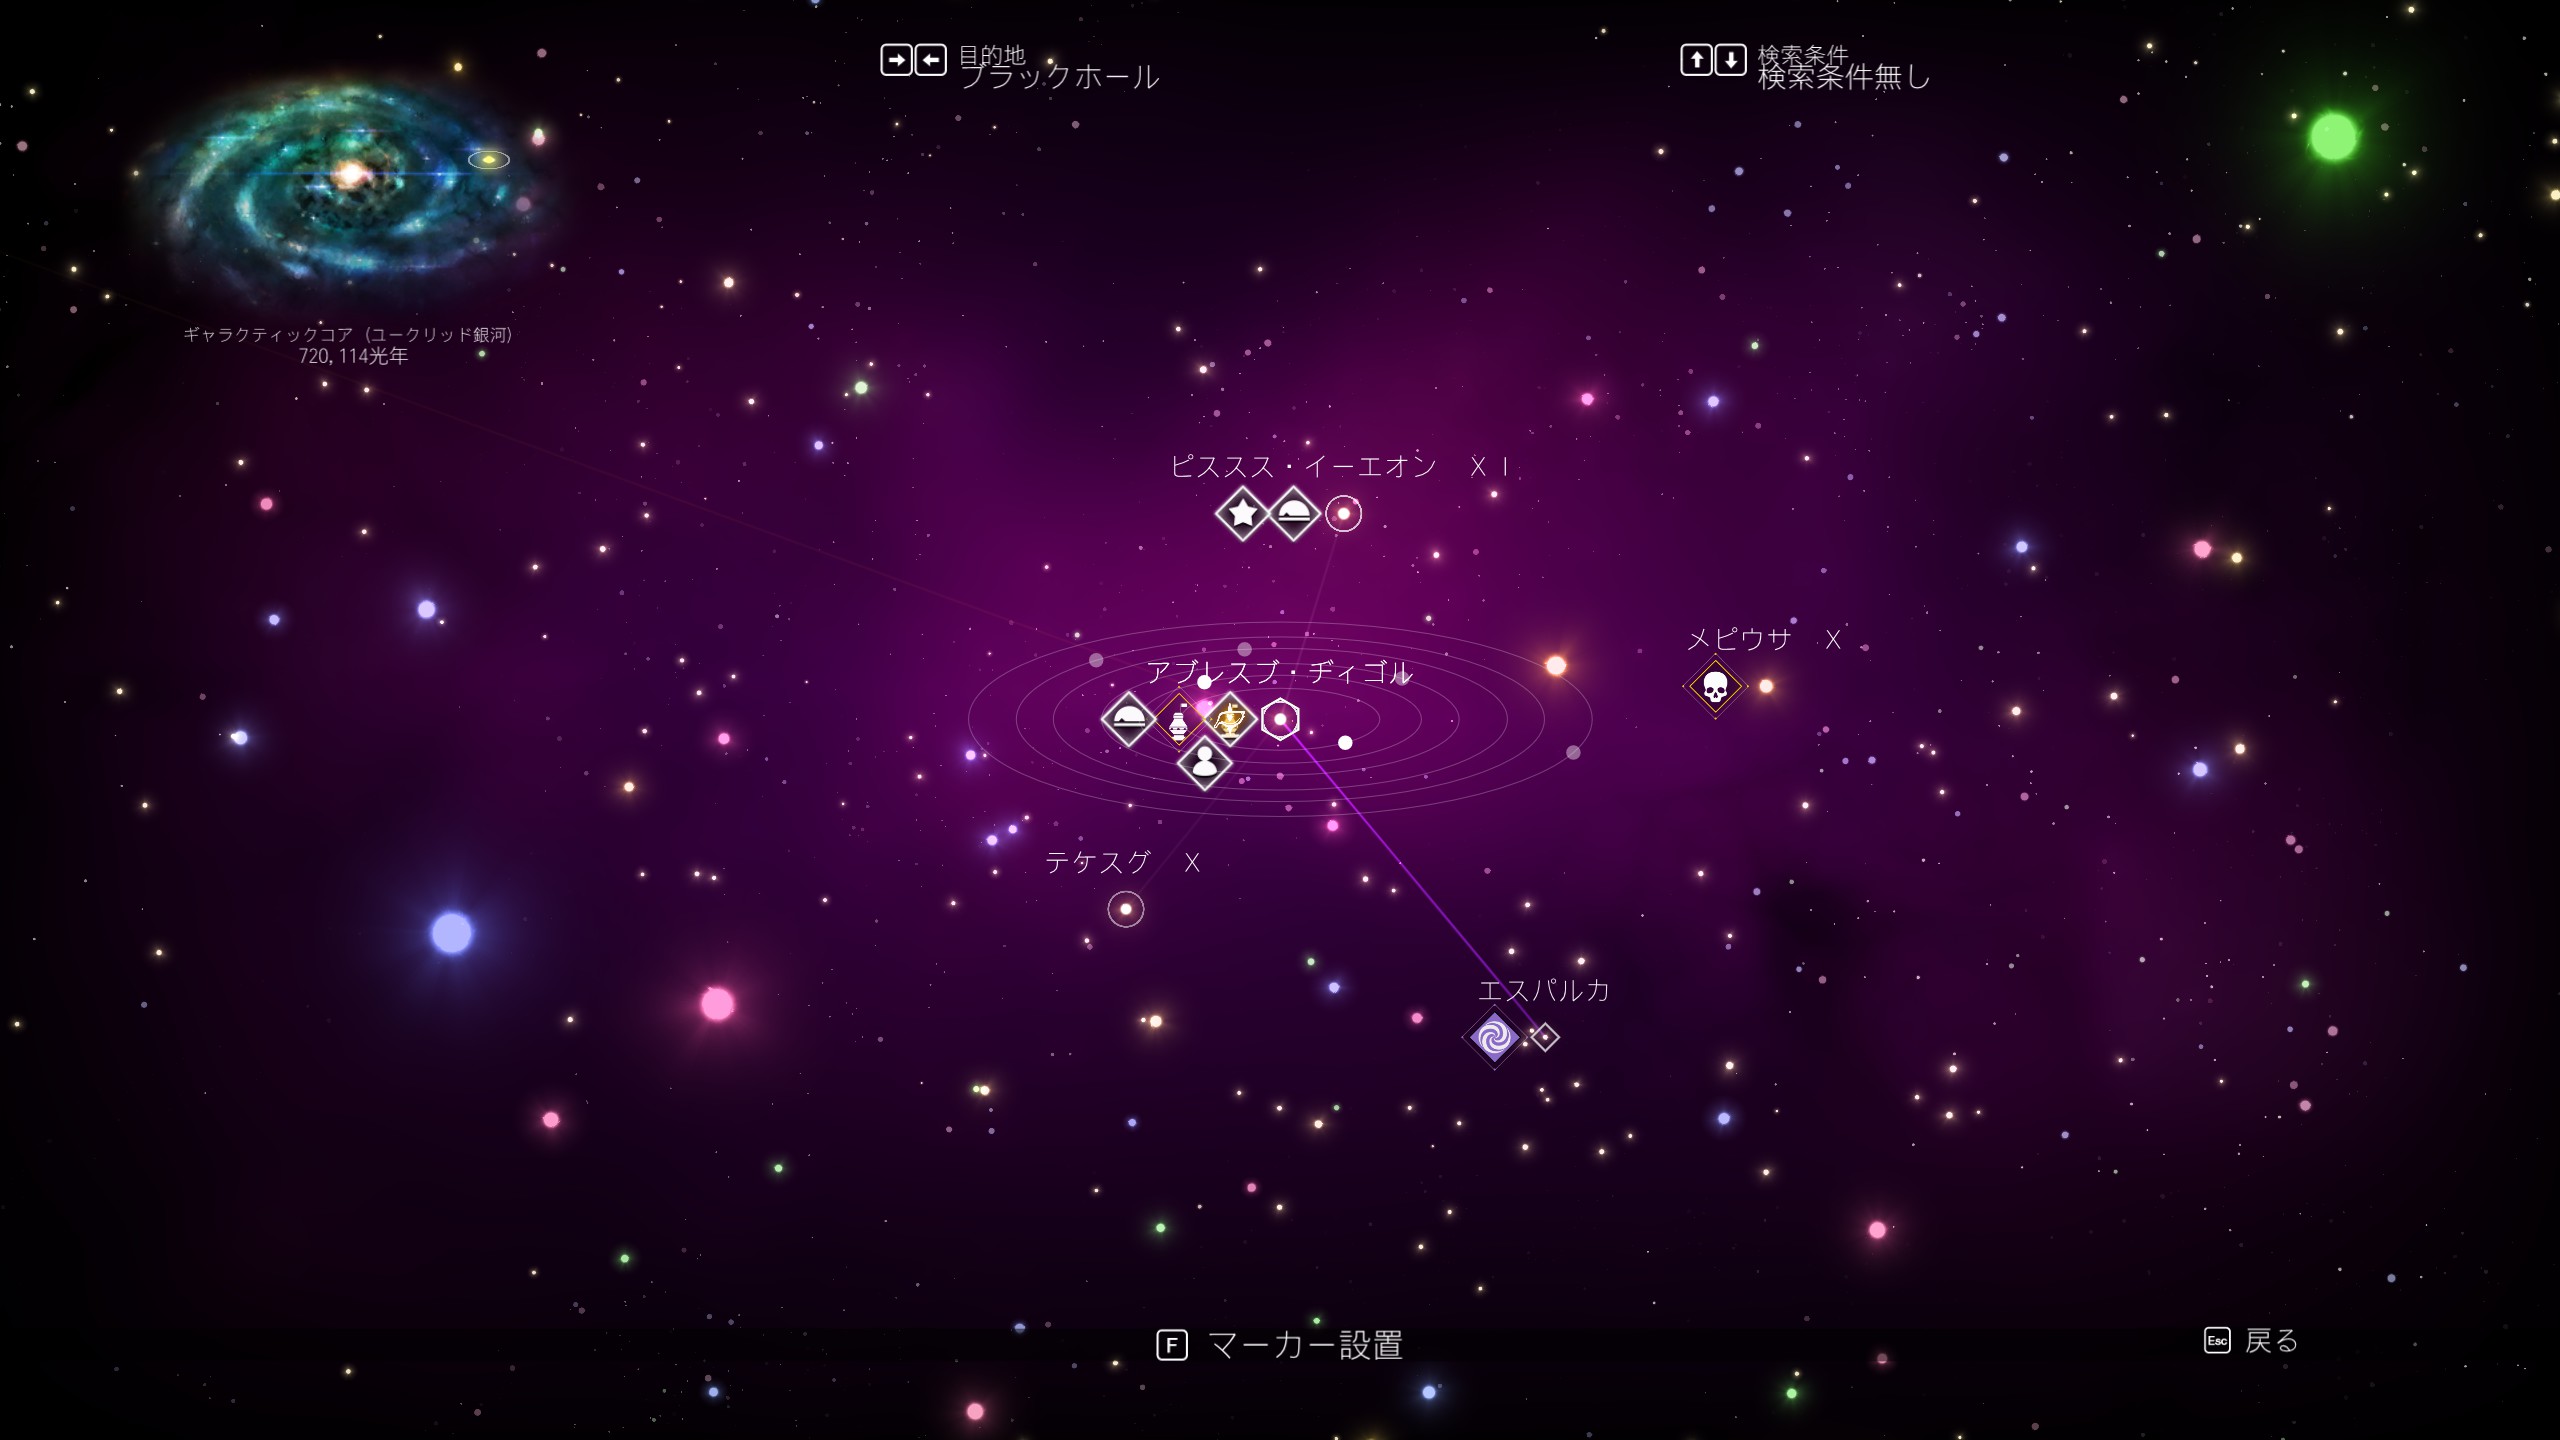 目的地
ブラックホール
検索条件
検索条件無し
ギャラクティックコア (ユークリッド銀河)
720,114光年
ピススス・イーエオン XI
メピウサ X
アブレスブ・ヂィゴル
テケスグ X
エスパルカ
F マーカー設置
Esc 戻る